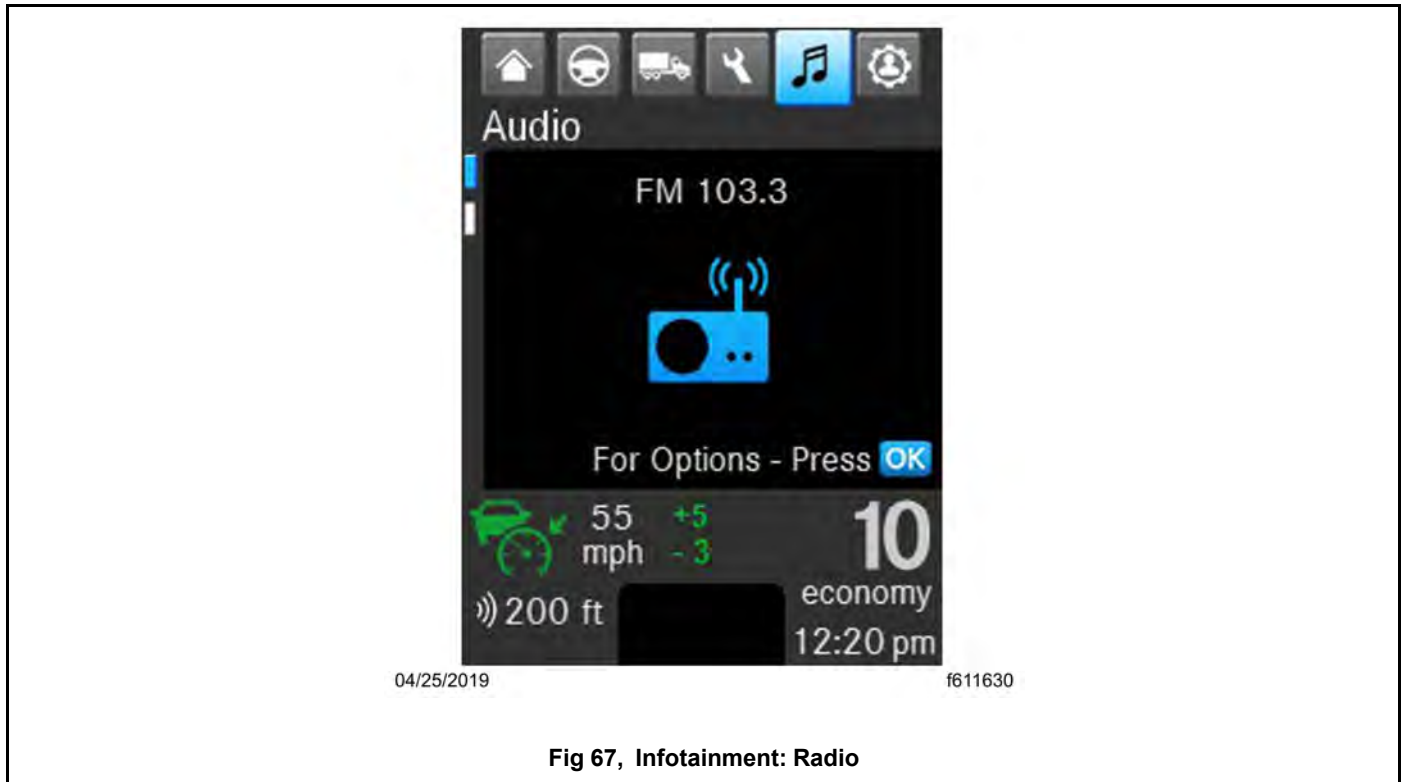 Audio
FM 103.3
For Options - Press OK
55 +5
mph - 3
10
economy
200 ft
12:20 pm
04/25/2019
f611630
Fig 67, Infotainment: Radio